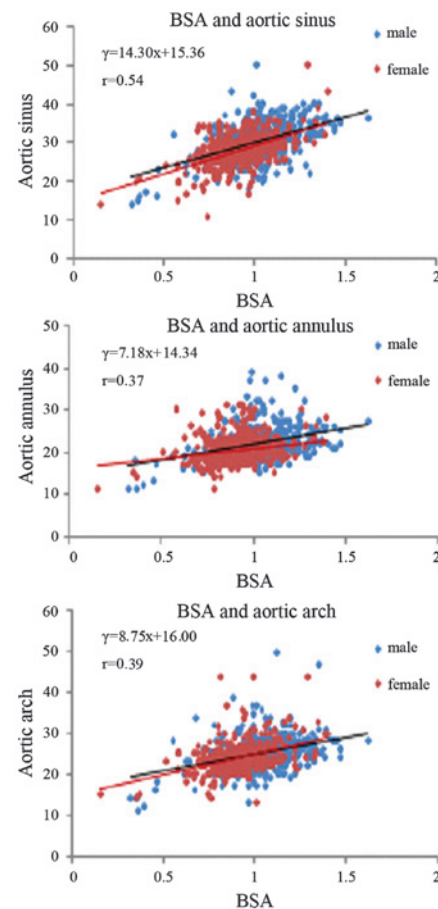 BSA and aortic sinus
γ=14.30x+15.36
r=0.54
male
female
Aortic sinus
60
50
40
30
20
10
0
0 0.5 1 1.5 2
BSA
BSA and aortic annulus
γ=7.18x+14.34
r=0.37
male
female
Aortic annulus
50
40
30
20
10
0
0 0.5 1 1.5 2
BSA
BSA and aortic arch
γ=8.75x+16.00
r=0.39
male
female
Aortic arch
60
50
40
30
20
10
0
0 0.5 1 1.5 2
BSA